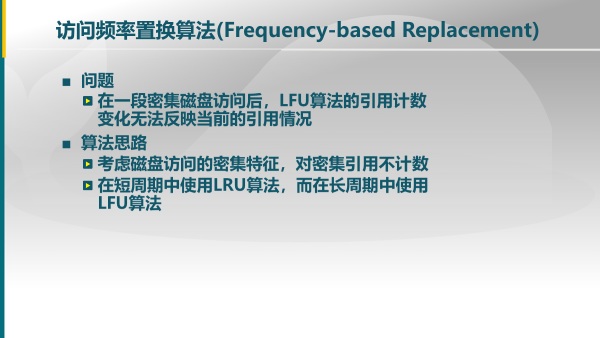 访问频率置换算法(Frequency-based Replacement)
问题
在一段密集磁盘访问后，LFU算法的引用计数
变化无法反映当前的引用情况
算法思路
考虑磁盘访问的密集特征，对密集引用不计数
在短周期中使用LRU算法，而在长周期中使用
LFU算法